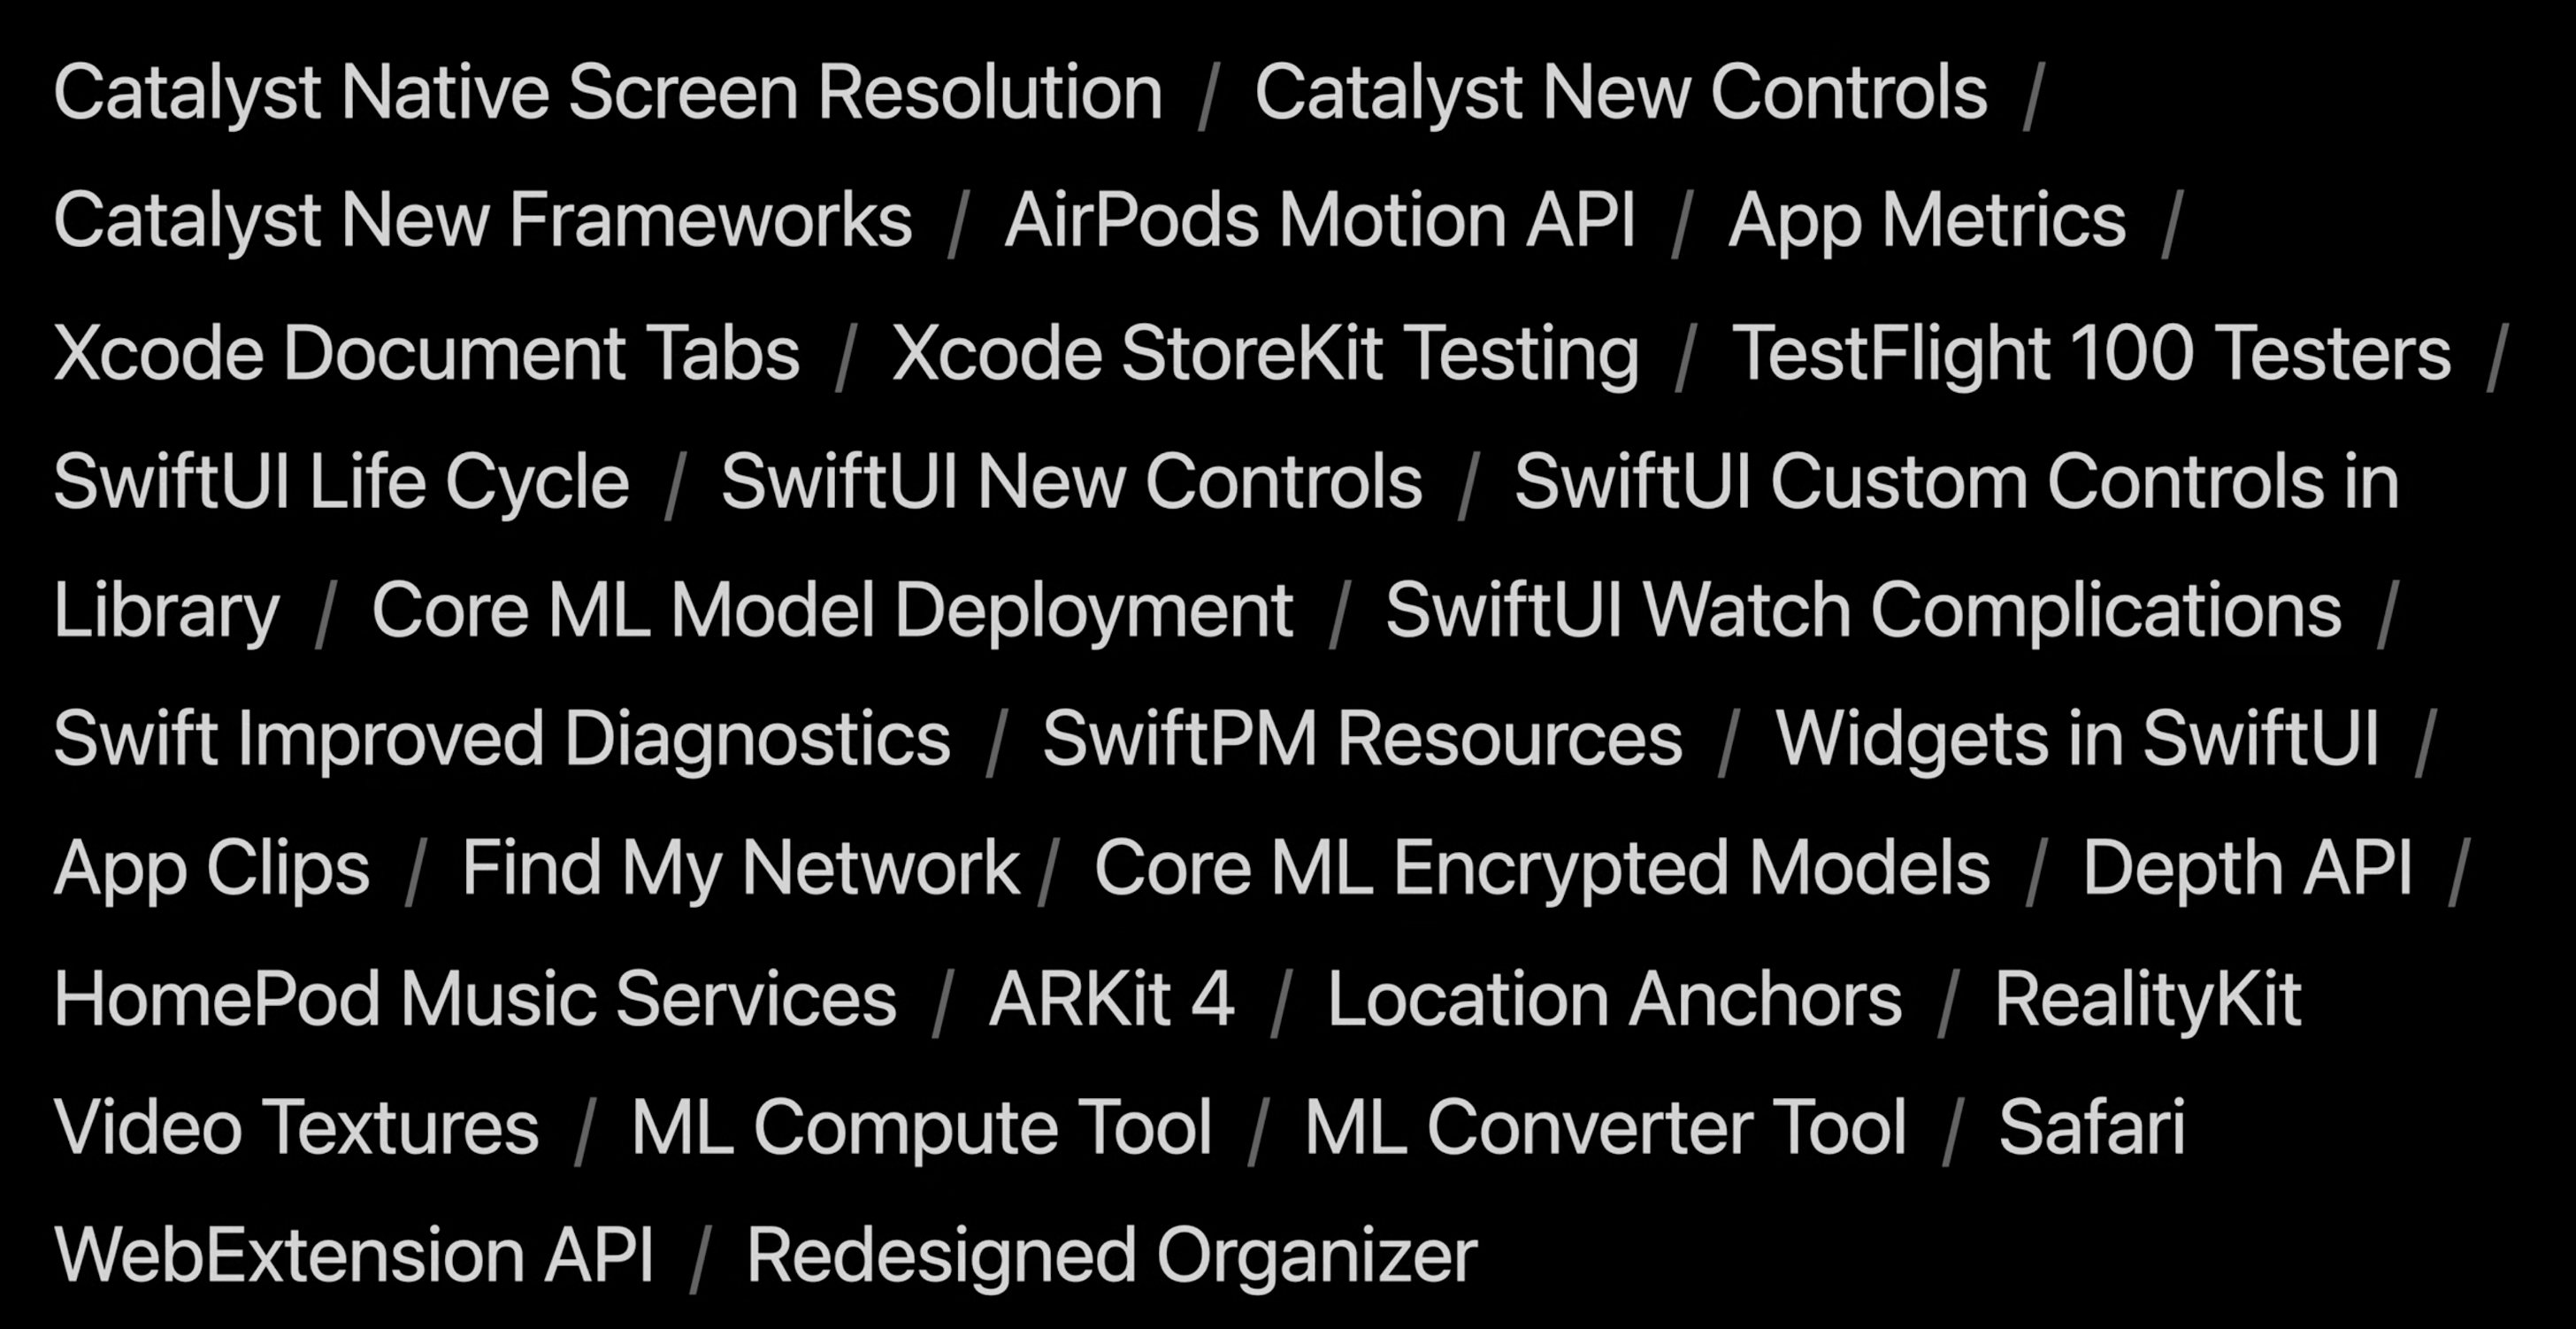 Catalyst Native Screen Resolution / Catalyst New Controls /
Catalyst New Frameworks / AirPods Motion API / App Metrics /
Xcode Document Tabs / Xcode StoreKit Testing / TestFlight 100 Testers /
SwiftUI Life Cycle / SwiftUI New Controls / SwiftUI Custom Controls in
Library / Core ML Model Deployment / SwiftUI Watch Complications /
Swift Improved Diagnostics / SwiftPM Resources / Widgets in SwiftUI /
App Clips / Find My Network / Core ML Encrypted Models / Depth API /
HomePod Music Services / ARKit 4 / Location Anchors / RealityKit
Video Textures / ML Compute Tool / ML Converter Tool / Safari
WebExtension API / Redesigned Organizer